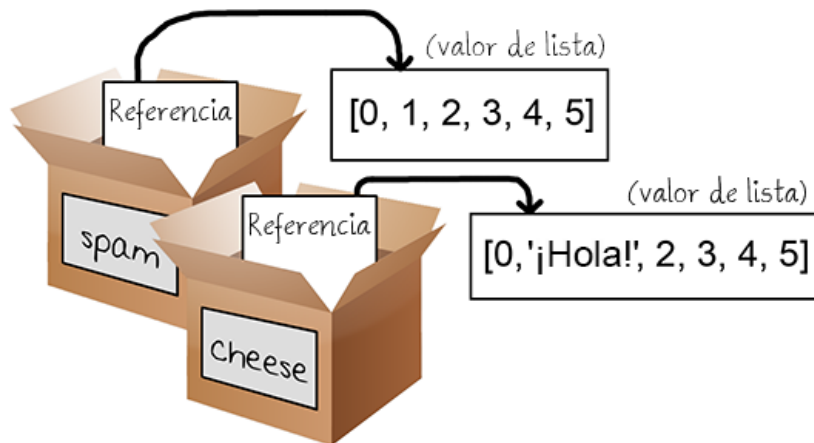 (valor de lista)
Referencia
[0, 1, 2, 3, 4, 5]
(valor de lista)
Referencia
spam
[0,'¡Hola!', 2, 3, 4, 5]
cheese